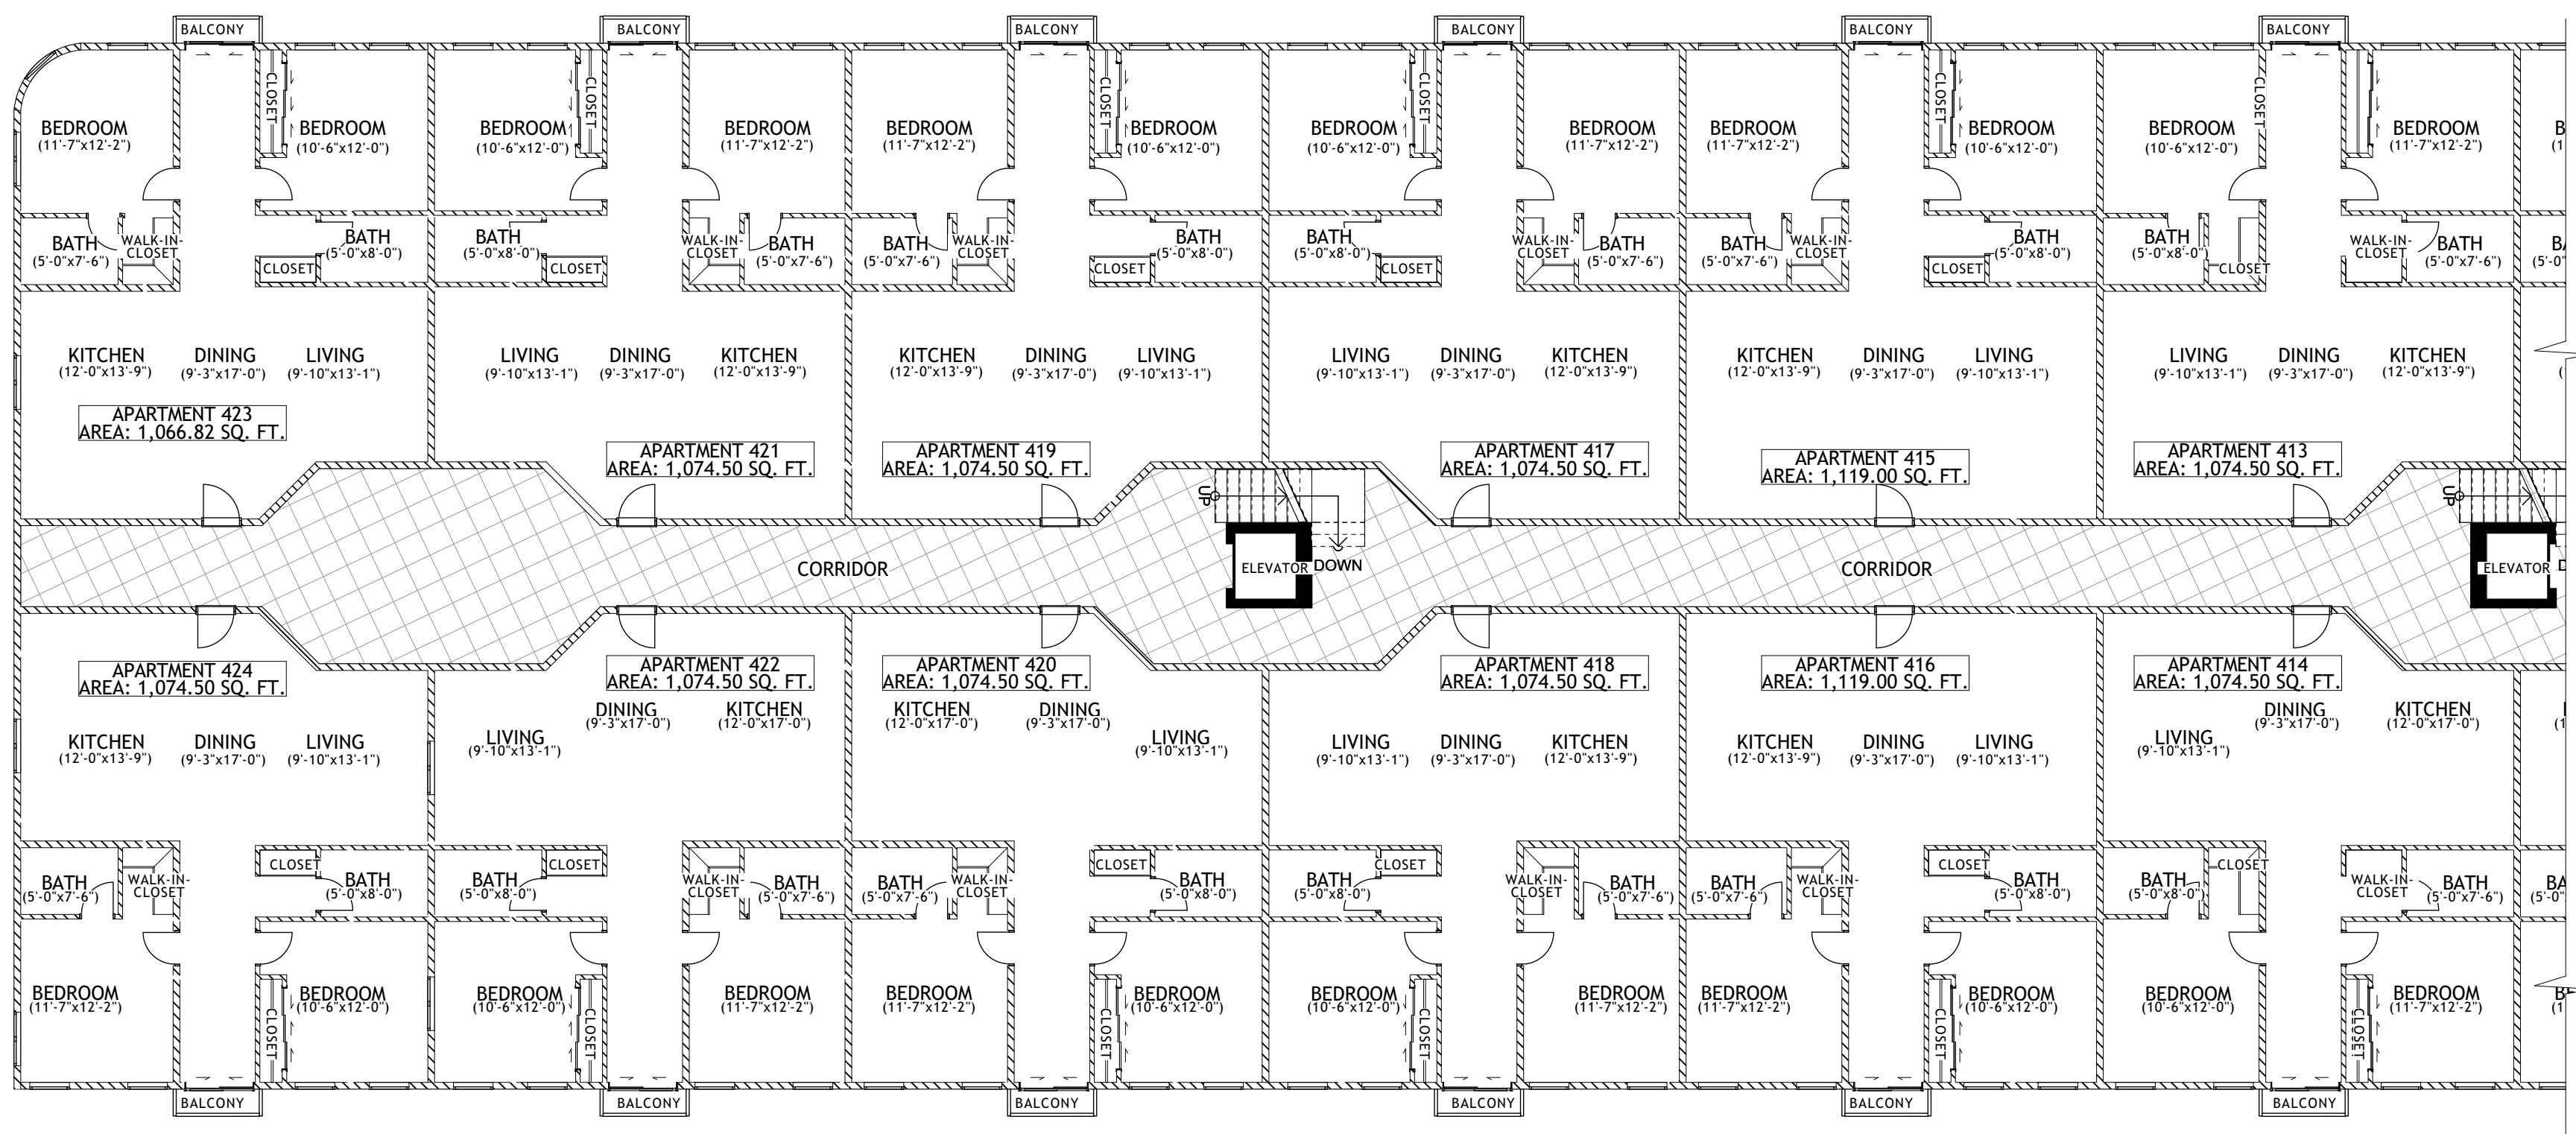 BALCONY BALCONY BALCONY BALCONY BALCONY BALCONY
CLOSET CLOSET CLOSET CLOSET CLOSET CLOSET
BEDROOM BEDROOM BEDROOM BEDROOM BEDROOM BEDROOM BEDROOM BEDROOM BEDROOM BEDROOM BEDROOM BEDROOM
(11'-7"x12'-2") (10'-6"x12'-0") (10'-6"x12'-0") (11'-7"x12'-2") (11'-7"x12'-2") (10'-6"x12'-0") (10'-6"x12'-0") (11'-7"x12'-2") (11'-7"x12'-2") (10'-6"x12'-0") (10'-6"x12'-0") (11'-7"x12'-2")
BATH WALK-IN- BATH BATH WALK-IN- BATH BATH WALK-IN- BATH BATH WALK-IN- BATH BATH WALK-IN- BATH BATH WALK-IN- BATH
(5'-0"x7'-6") CLOSET (5'-0"x8'-0") (5'-0"x8'-0") CLOSET (5'-0"x7'-6") (5'-0"x7'-6") CLOSET (5'-0"x8'-0") (5'-0"x8'-0") CLOSET (5'-0"x7'-6") (5'-0"x7'-6") CLOSET (5'-0"x8'-0") (5'-0"x8'-0") CLOSET (5'-0"x7'-6")
CLOSET CLOSET CLOSET CLOSET CLOSET CLOSET
KITCHEN DINING LIVING LIVING DINING KITCHEN KITCHEN DINING LIVING LIVING DINING KITCHEN KITCHEN DINING LIVING LIVING DINING KITCHEN
(12'-0"x13'-9") (9'-3"x17'-0") (9'-10"x13'-1") (9'-10"x13'-1") (9'-3"x17'-0") (12'-0"x13'-9") (12'-0"x13'-9") (9'-3"x17'-0") (9'-10"x13'-1") (9'-10"x13'-1") (9'-3"x17'-0") (12'-0"x13'-9") (12'-0"x13'-9") (9'-3"x17'-0") (9'-10"x13'-1") (9'-10"x13'-1") (9'-3"x17'-0") (12'-0"x13'-9")
APARTMENT 423
AREA: 1,066.82 SQ. FT.
APARTMENT 421
AREA: 1,074.50 SQ. FT.
APARTMENT 419
AREA: 1,074.50 SQ. FT.
APARTMENT 417
AREA: 1,074.50 SQ. FT.
APARTMENT 415
AREA: 1,119.00 SQ. FT.
APARTMENT 413
AREA: 1,074.50 SQ. FT.
UP UP
CORRIDOR ELEVATOR DOWN CORRIDOR ELEVATOR
APARTMENT 424
AREA: 1,074.50 SQ. FT.
APARTMENT 422
AREA: 1,074.50 SQ. FT.
APARTMENT 420
AREA: 1,074.50 SQ. FT.
APARTMENT 418
AREA: 1,074.50 SQ. FT.
APARTMENT 416
AREA: 1,119.00 SQ. FT.
APARTMENT 414
AREA: 1,074.50 SQ. FT.
DINING KITCHEN KITCHEN DINING DINING KITCHEN
(9'-3"x17'-0") (12'-0"x17'-0") (12'-0"x17'-0") (9'-3"x17'-0") (9'-3"x17'-0") (12'-0"x17'-0")
KITCHEN DINING LIVING LIVING LIVING LIVING DINING KITCHEN KITCHEN DINING LIVING LIVING
(12'-0"x13'-9") (9'-3"x17'-0") (9'-10"x13'-1") (9'-10"x13'-1") (9'-10"x13'-1") (9'-10"x13'-1") (9'-3"x17'-0") (12'-0"x13'-9") (12'-0"x13'-9") (9'-3"x17'-0") (9'-10"x13'-1") (9'-10"x13'-1")
CLOSET CLOSET CLOSET CLOSET CLOSET CLOSET
BATH WALK-IN- BATH BATH WALK-IN- BATH BATH WALK-IN- BATH BATH WALK-IN- BATH BATH WALK-IN- BATH BATH WALK-IN- BATH
(5'-0"x7'-6") CLOSET (5'-0"x8'-0") (5'-0"x8'-0") CLOSET (5'-0"x7'-6") (5'-0"x7'-6") CLOSET (5'-0"x8'-0") (5'-0"x8'-0") CLOSET (5'-0"x7'-6") (5'-0"x7'-6") CLOSET (5'-0"x8'-0") (5'-0"x8'-0") CLOSET (5'-0"x7'-6")
BEDROOM BEDROOM BEDROOM BEDROOM BEDROOM BEDROOM BEDROOM BEDROOM BEDROOM BEDROOM BEDROOM BEDROOM
(11'-7"x12'-2") (10'-6"x12'-0") (10'-6"x12'-0") (11'-7"x12'-2") (11'-7"x12'-2") (10'-6"x12'-0") (10'-6"x12'-0") (11'-7"x12'-2") (11'-7"x12'-2") (10'-6"x12'-0") (10'-6"x12'-0") (11'-7"x12'-2")
CLOSET CLOSET CLOSET CLOSET CLOSET CLOSET
BALCONY BALCONY BALCONY BALCONY BALCONY BALCONY